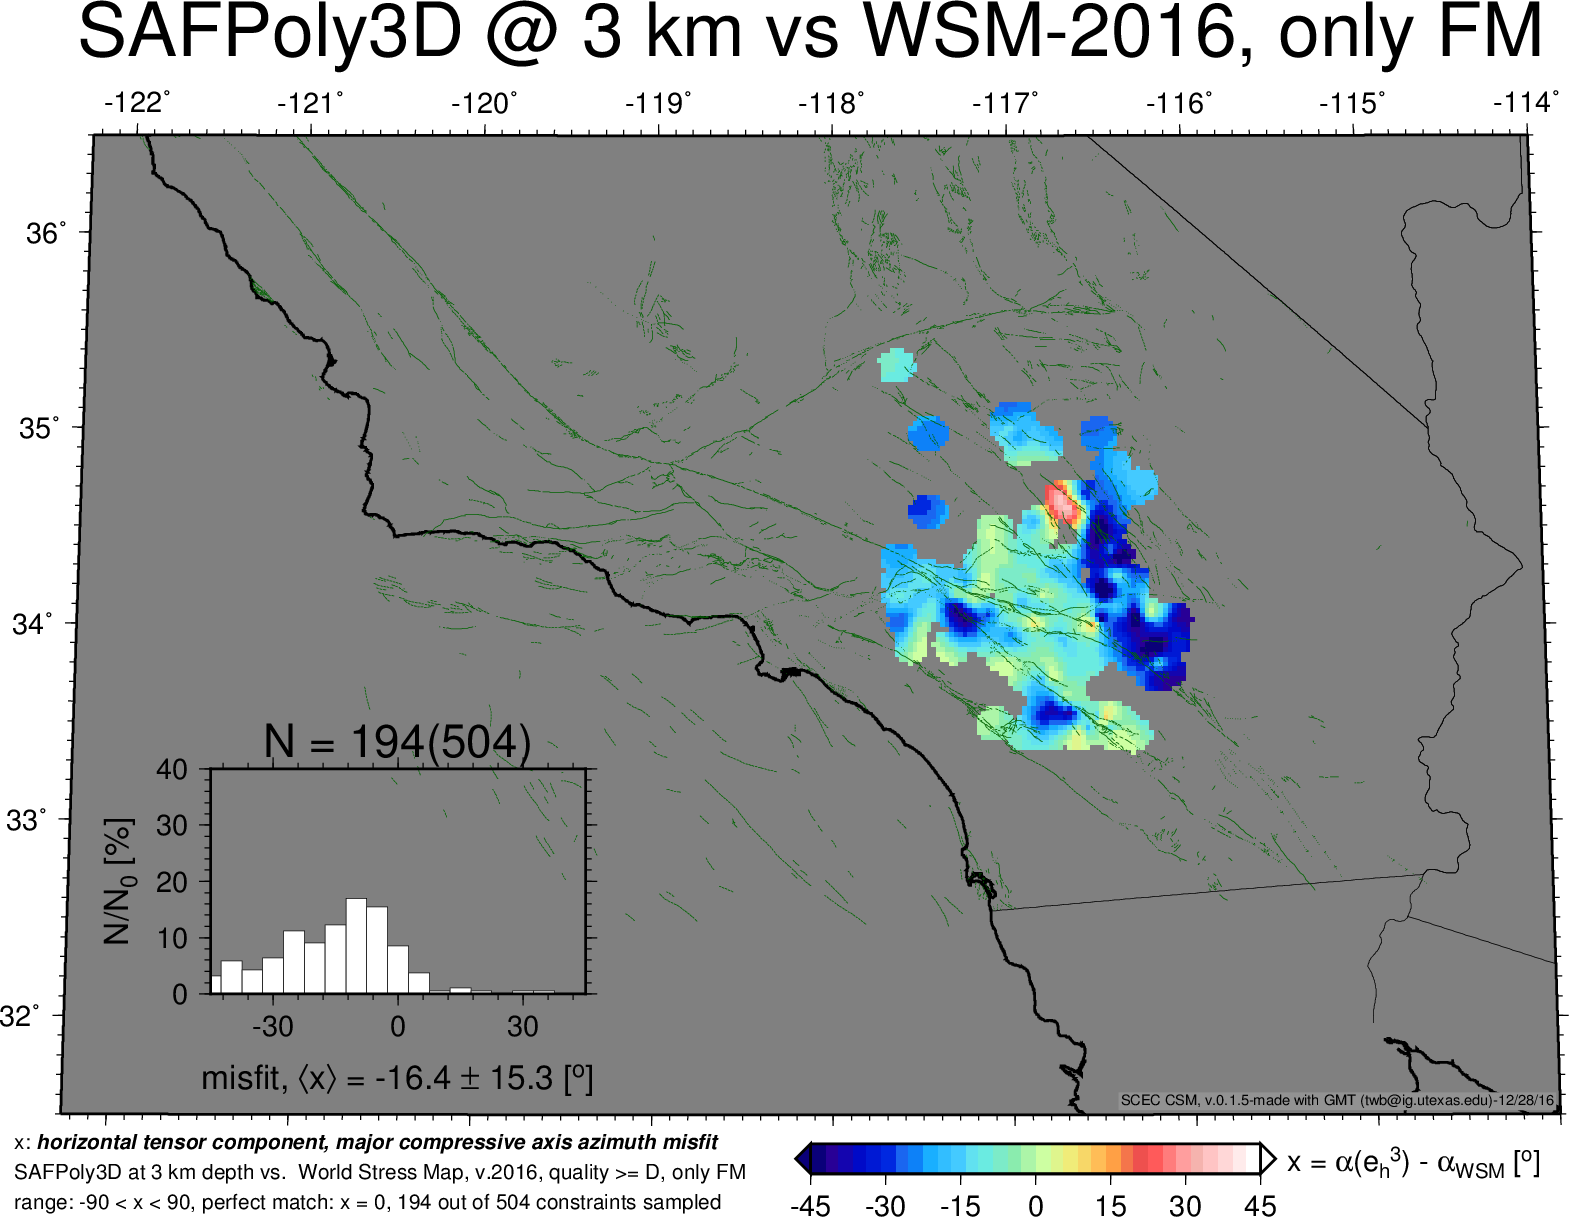 SAFPoly3D @ 3 km vs WSM-2016, only FM
-122˚ -121˚ -120˚ -119˚ -118˚ -117˚ -116˚ -115˚ -114˚
36˚
35˚
34˚
33˚
32˚
N = 194(504)
40
30
20
10
0
N/N₀ [%]
-30 0 30
misfit, ⟨x⟩ = -16.4 ± 15.3 [º]
SCEC CSM, v.0.1.5-made with GMT (twb@ig.utexas.edu)-12/28/16
x: horizontal tensor component, major compressive axis azimuth misfit
SAFPoly3D at 3 km depth vs. World Stress Map, v.2016, quality >= D, only FM
range: -90 < x < 90, perfect match: x = 0, 194 out of 504 constraints sampled
-45 -30 -15 0 15 30 45
x = α(eₕ³) - α_WSM [º]